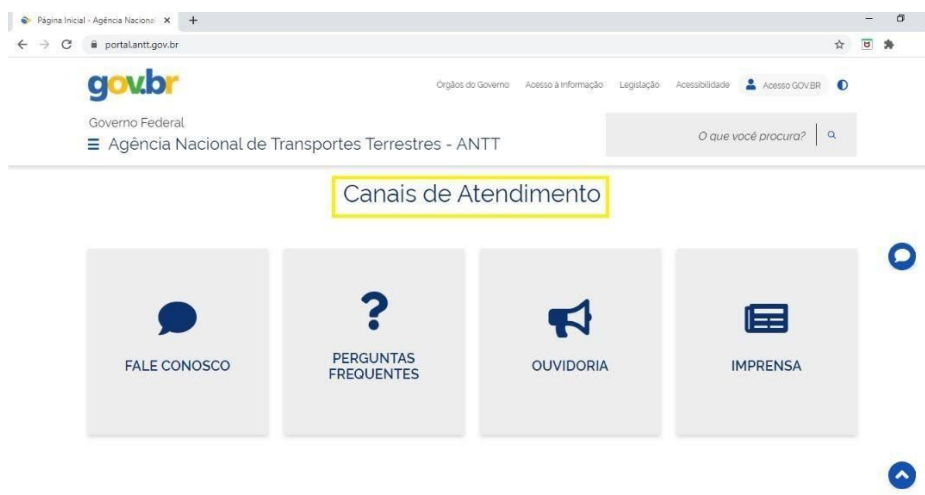 Página Inicial - Agência Naciona
portal.antt.gov.br
gov.br
Órgãos do Governo Acesso à Informação Legislação Acessibilidade Acesso GOV.BR
Governo Federal
Agência Nacional de Transportes Terrestres - ANTT
O que você procura?
Canais de Atendimento
FALE CONOSCO
PERGUNTAS
FREQUENTES
OUVIDORIA
IMPRENSA